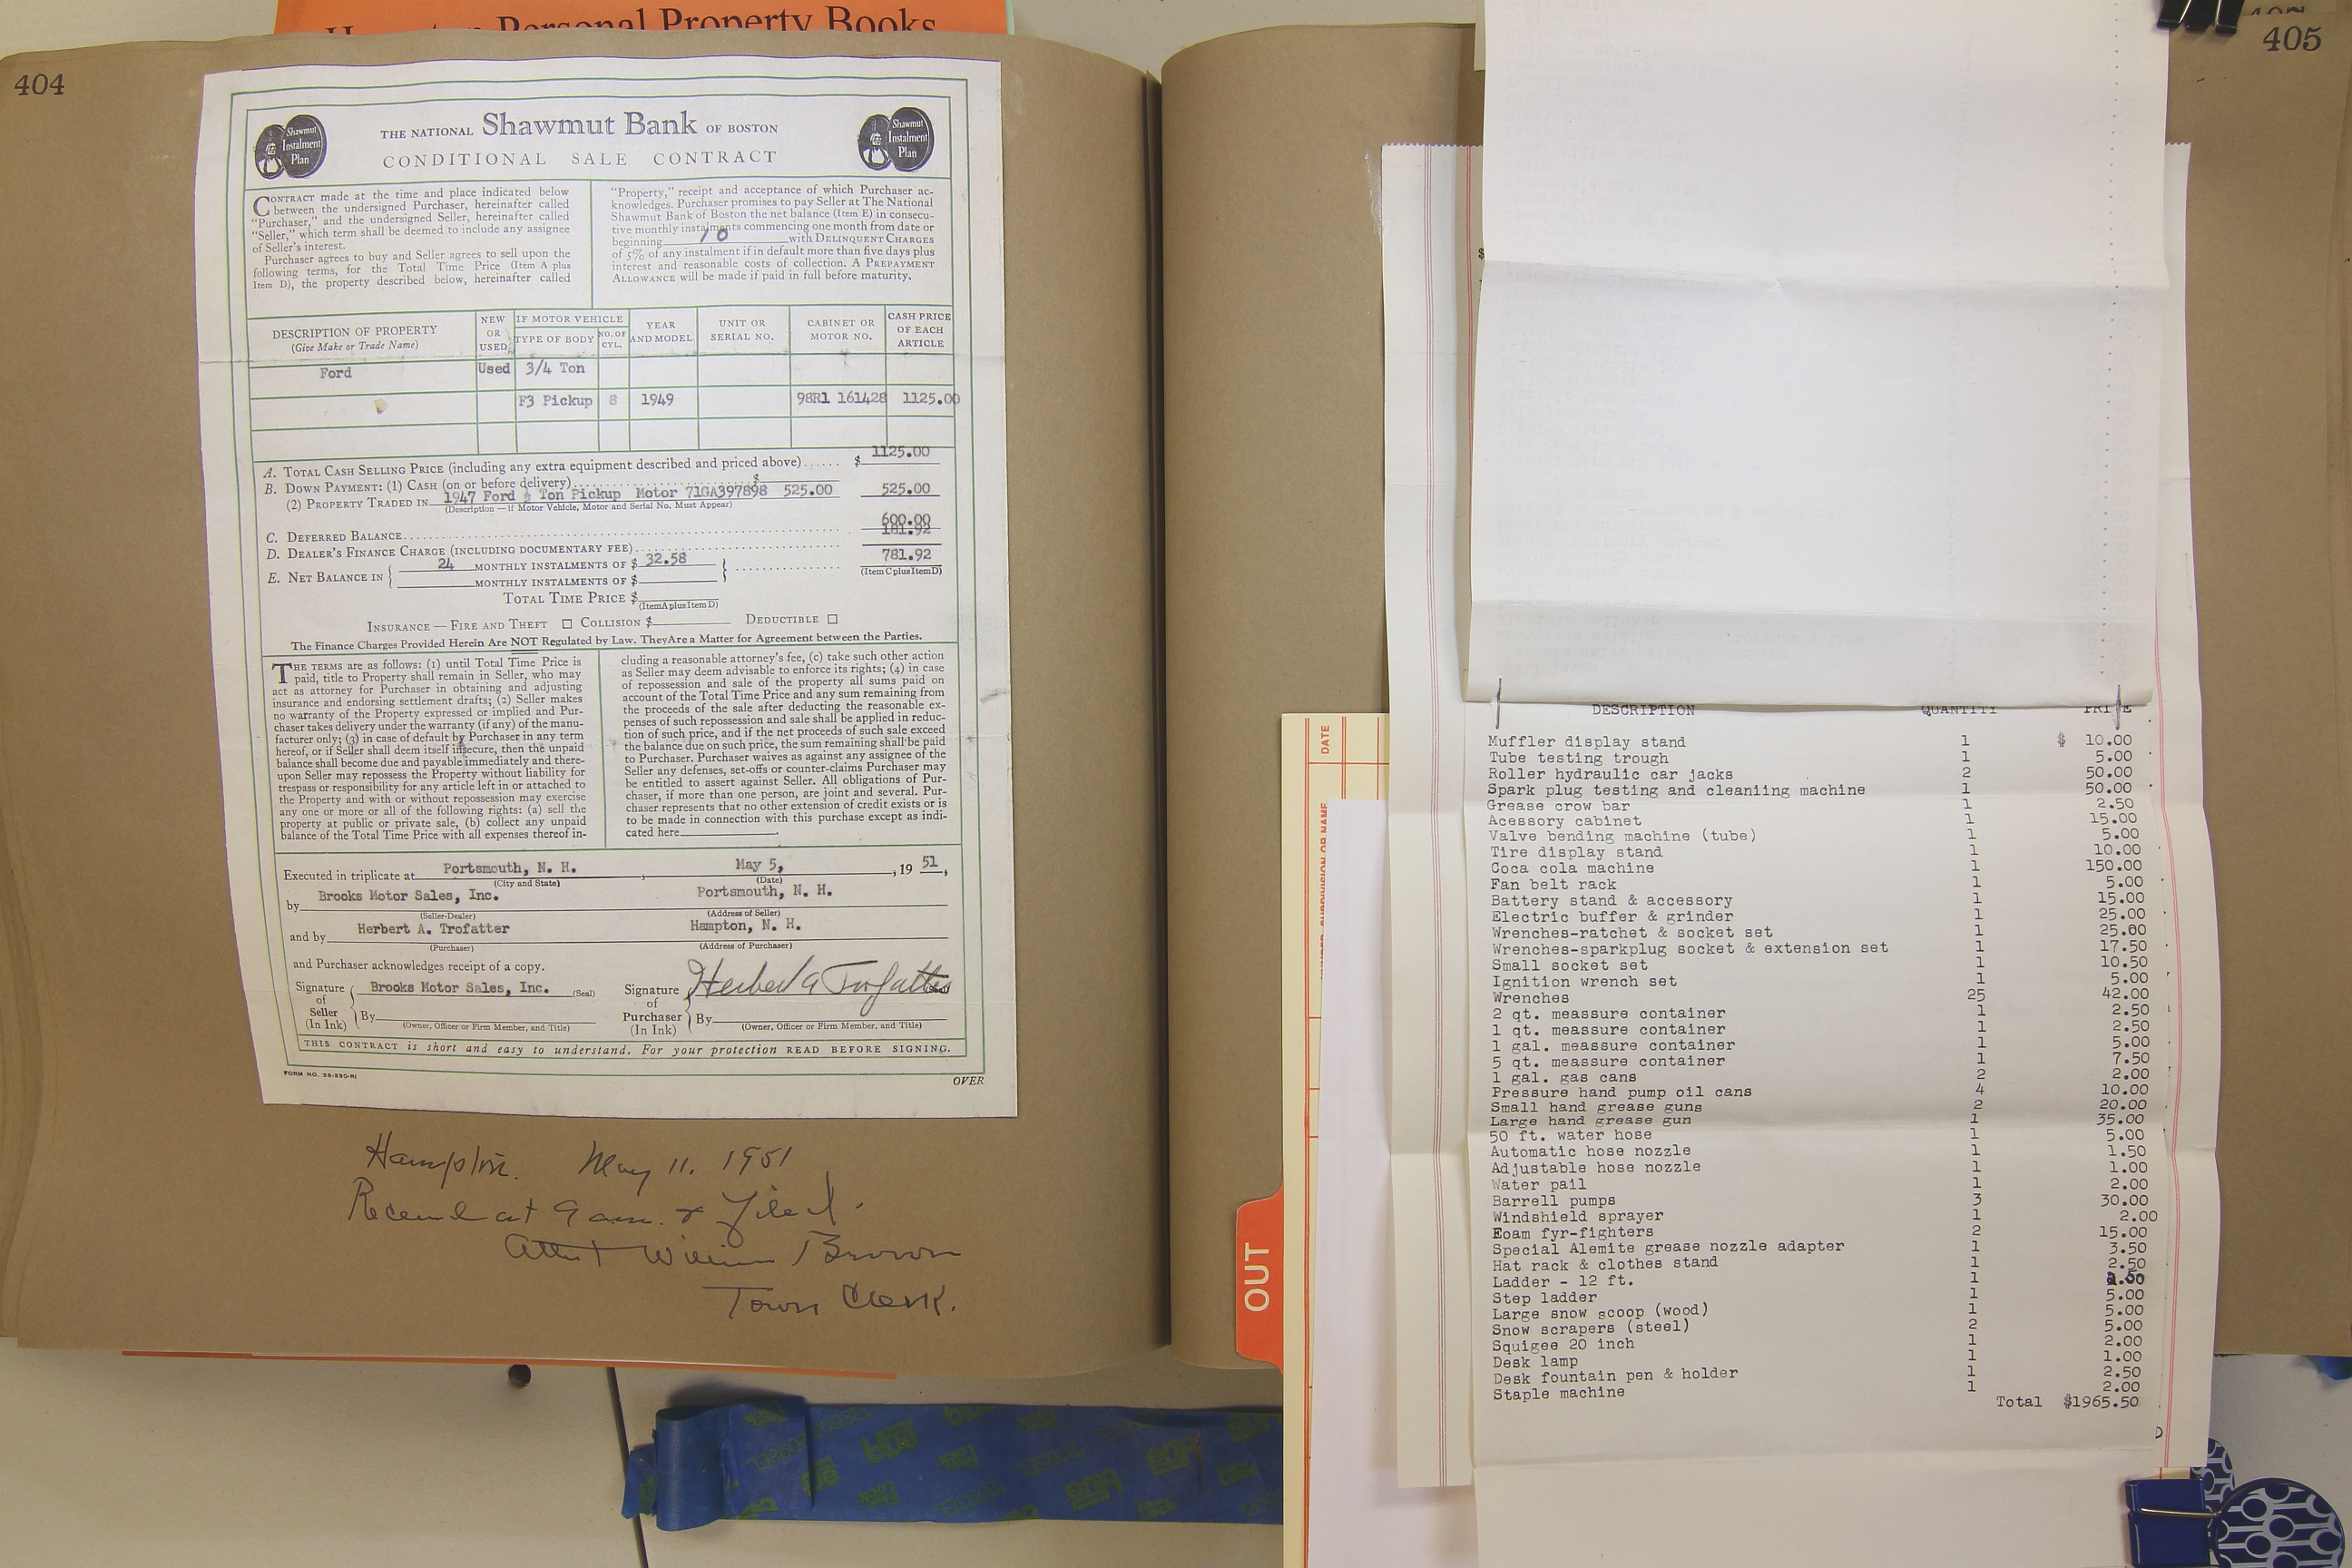 Personal Property Books
404
Shawmut Instalment Plan
THE NATIONAL Shawmut Bank OF BOSTON
CONDITIONAL SALE CONTRACT
Shawmut Instalment Plan
CONTRACT made at the time and place indicated below
between the undersigned Purchaser, hereinafter called
"Purchaser," and the undersigned Seller, hereinafter called
"Seller," which term shall be deemed to include any assignee
of Seller's interest.
Purchaser agrees to buy and Seller agrees to sell upon the
following terms, for the Total Time Price (Item A plus
Item D), the property described below, hereinafter called
"Property," receipt and acceptance of which Purchaser ac-
knowledges. Purchaser promises to pay Seller at The National
Shawmut Bank of Boston the net balance (Item E) in consecu-
tive monthly instalments commencing one month from date or
beginning 10 with DELINQUENT CHARGES
of 5% of any instalment if in default more than five days plus
interest and reasonable costs of collection. A PREPAYMENT
ALLOWANCE will be made if paid in full before maturity.
DESCRIPTION OF PROPERTY
(Give Make or Trade Name)
NEW OR USED
IF MOTOR VEHICLE
TYPE OF BODY
NO. OF CYL.
YEAR AND MODEL
UNIT OR SERIAL NO.
CABINET OR MOTOR NO.
CASH PRICE OF EACH ARTICLE
Ford Used 3/4 Ton
F3 Pickup 8 1949 98R1 161428 1125.00
A. TOTAL CASH SELLING PRICE (including any extra equipment described and priced above)...... $ 1125.00
B. DOWN PAYMENT: (1) CASH (on or before delivery).................... $
(2) PROPERTY TRADED IN 1947 Ford ½ Ton Pickup Motor 71GA397898 525.00 525.00
(Description—if Motor Vehicle, Motor and Serial No. Must Appear)
C. DEFERRED BALANCE.................... 600.00
D. DEALER'S FINANCE CHARGE (INCLUDING DOCUMENTARY FEE).................... 181.92
E. NET BALANCE IN { 24 MONTHLY INSTALMENTS OF $ 32.58 } .......... 781.92
MONTHLY INSTALMENTS OF $ (Item C plus Item D)
TOTAL TIME PRICE $
(Item A plus Item D)
INSURANCE — FIRE AND THEFT ☐ COLLISION $ DEDUCTIBLE ☐
The Finance Charges Provided Herein Are NOT Regulated by Law. They Are a Matter for Agreement between the Parties.
THE TERMS are as follows: (1) until Total Time Price is
paid, title to Property shall remain in Seller, who may
act as attorney for Purchaser in obtaining and adjusting
insurance and endorsing settlement drafts; (2) Seller makes
no warranty of the Property expressed or implied and Pur-
chaser takes delivery under the warranty (if any) of the manu-
facturer only; (3) in case of default by Purchaser in any term
hereof, or if Seller shall deem itself insecure, then the unpaid
balance shall become due and payable immediately and there-
upon Seller may repossess the Property without liability for
trespass or responsibility for any article left in or attached to
the Property and with or without repossession may exercise
any one or more or all of the following rights: (a) sell the
property at public or private sale, (b) collect any unpaid
balance of the Total Time Price with all expenses thereof in-
cluding a reasonable attorney's fee, (c) take such other action
as Seller may deem advisable to enforce its rights; (4) in case
of repossession and sale of the property all sums paid on
account of the Total Time Price and any sum remaining from
the proceeds of the sale after deducting the reasonable ex-
penses of such repossession and sale shall be applied in reduc-
tion of such price, and if the net proceeds of such sale exceed
the balance due on such price, the sum remaining shall be paid
to Purchaser. Purchaser waives as against any assignee of the
Seller any defenses, set-offs or counter-claims Purchaser may
be entitled to assert against Seller. All obligations of Pur-
chaser, if more than one person, are joint and several. Pur-
chaser represents that no other extension of credit exists or is
to be made in connection with this purchase except as indi-
cated here.
Executed in triplicate at Portsmouth, N. H., May 5, , 19 51,
(City and State) (Date)
by Brooks Motor Sales, Inc. Portsmouth, N. H.
(Seller-Dealer) (Address of Seller)
and by Herbert A. Trofatter Hampton, N. H.
(Purchaser) (Address of Purchaser)
and Purchaser acknowledges receipt of a copy.
Signature of Seller (In Ink) Brooks Motor Sales, Inc. (Seal)
By
(Owner, Officer or Firm Member, and Title)
Signature of Purchaser (In Ink) Herbert A Trofatter (Seal)
By
(Owner, Officer or Firm Member, and Title)
THIS CONTRACT is short and easy to understand. For your protection READ BEFORE SIGNING.
FORM NO. 22-330-R1
OVER
Hampton. May 11. 1951
Received at 9 a.m. & filed.
Attest William Brown
Town Clerk.
405
DATE
OUT
DESCRIPTION QUANTITY PRICE
Muffler display stand 1 $ 10.00
Tube testing trough 1 5.00
Roller hydraulic car jacks 2 50.00
Spark plug testing and cleaniing machine 1 50.00
Grease crow bar 1 2.50
Acessory cabinet 1 15.00
Valve bending machine (tube) 1 5.00
Tire display stand 1 10.00
Coca cola machine 1 150.00
Fan belt rack 1 5.00
Battery stand & accessory 1 15.00
Electric buffer & grinder 1 25.00
Wrenches-ratchet & socket set 1 25.00
Wrenches-sparkplug socket & extension set 1 17.50
Small socket set 1 10.50
Ignition wrench set 1 5.00
Wrenches 25 42.00
2 qt. meassure container 1 2.50
1 qt. meassure container 1 2.50
1 gal. meassure container 1 5.00
5 qt. meassure container 1 7.50
1 gal. gas cans 2 2.00
Pressure hand pump oil cans 4 10.00
Small hand grease guns 2 20.00
Large hand grease gun 1 35.00
50 ft. water hose 1 5.00
Automatic hose nozzle 1 1.50
Adjustable hose nozzle 1 1.00
Water pail 1 2.00
Barrell pumps 3 30.00
Windshield sprayer 1 2.00
Foam fyr-fighters 2 15.00
Special Alemite grease nozzle adapter 1 3.50
Hat rack & clothes stand 1 2.50
Ladder - 12 ft. 1
Step ladder 1 5.00
Large snow scoop (wood) 1 5.00
Snow scrapers (steel) 2 5.00
Squigee 20 inch 1 2.00
Desk lamp 1 1.00
Desk fountain pen & holder 1 2.50
Staple machine 1 2.00
Total $1965.50